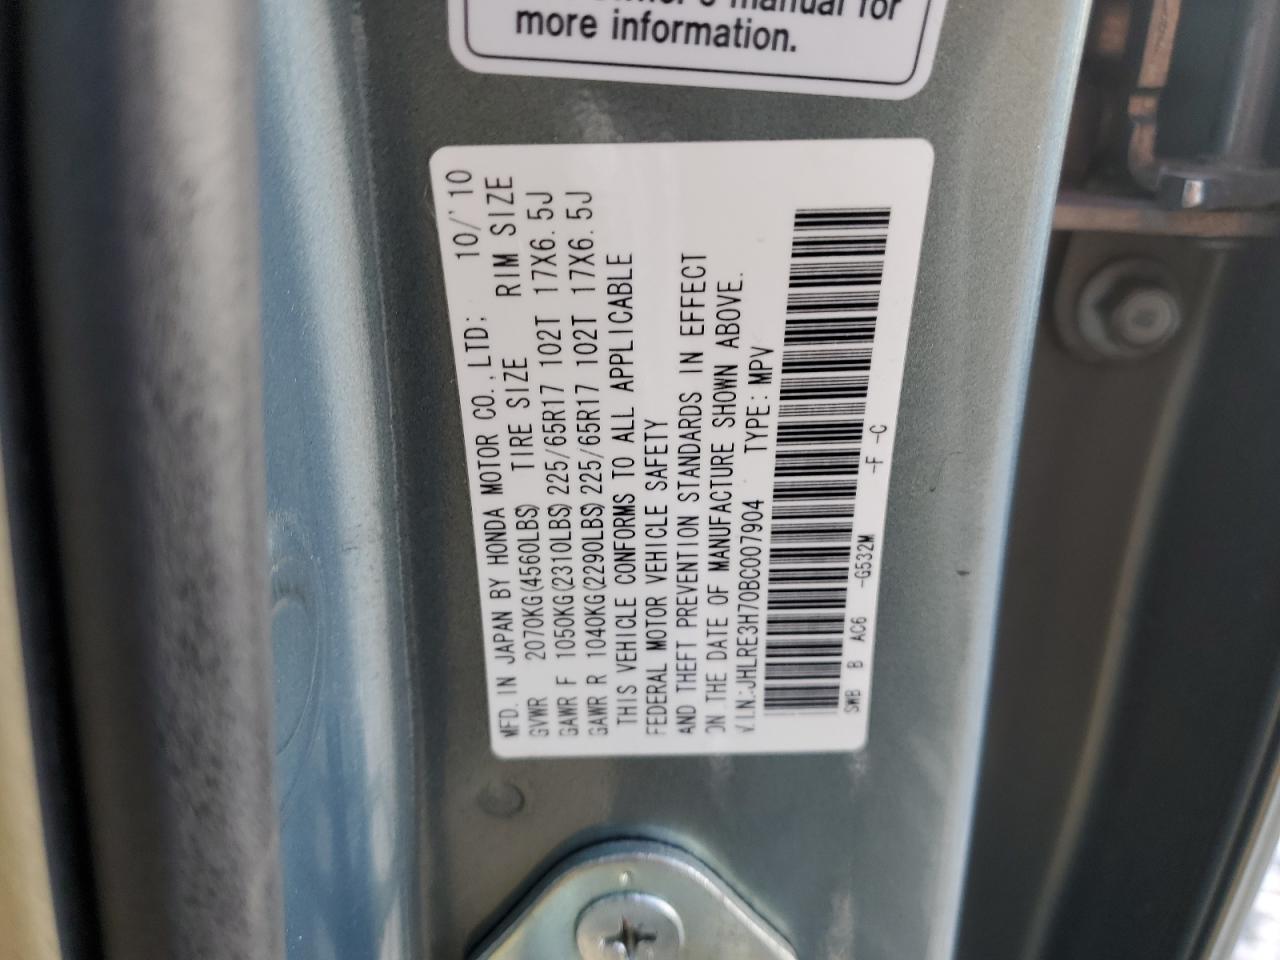 manual for
more information.
MFD. IN JAPAN BY HONDA MOTOR CO., LTD; 10/'10
GVWR 2070KG(4560LBS) TIRE SIZE RIM SIZE
GAWR F 1050KG(2310LBS) 225/65R17 102T 17X6.5J
GAWR R 1040KG(2290LBS) 225/65R17 102T 17X6.5J
THIS VEHICLE CONFORMS TO ALL APPLICABLE
FEDERAL MOTOR VEHICLE SAFETY
AND THEFT PREVENTION STANDARDS IN EFFECT
ON THE DATE OF MANUFACTURE SHOWN ABOVE.
V.I.N.:JHLRE3H70BC007904 TYPE:MPV
SWB B AC6 -G532M -F -C